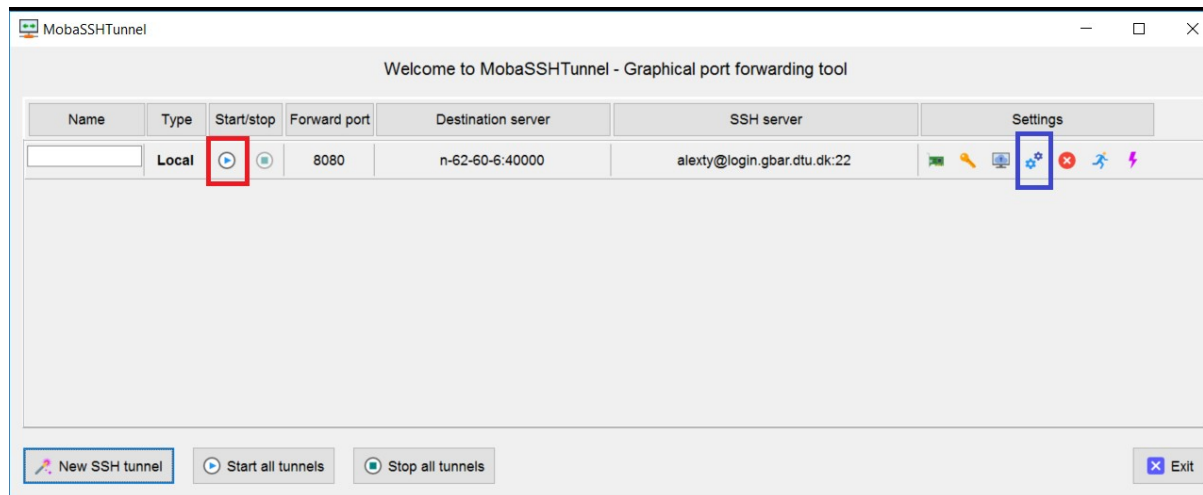 MobaSSHTunnel
Welcome to MobaSSHTunnel - Graphical port forwarding tool
Name Type Start/stop Forward port Destination server SSH server Settings
Local 8080 n-62-60-6:40000 alexty@login.gbar.dtu.dk:22
New SSH tunnel Start all tunnels Stop all tunnels Exit